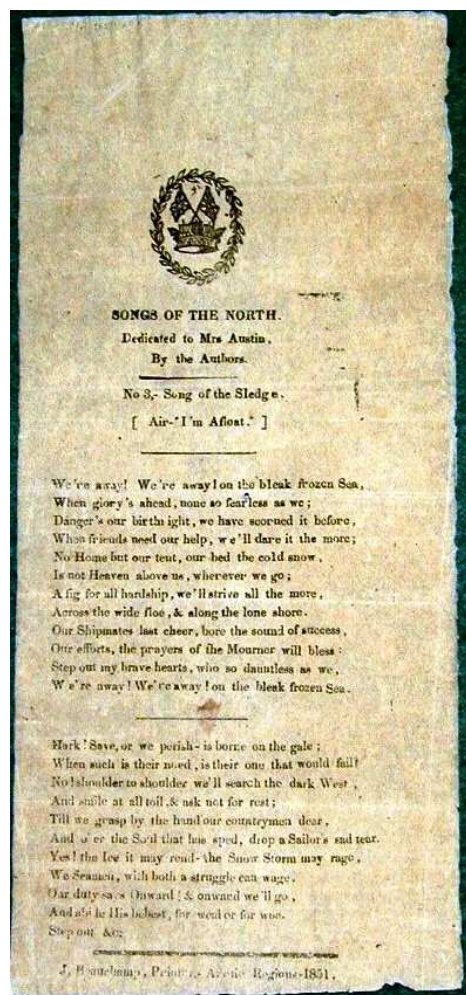 SONGS OF THE NORTH.
Dedicated to Mrs Austin,
By the Authors.
No 3,- Song of the Sledge.
[ Air-"I'm Afloat." ]
We're away! We're away! on the bleak frozen Sea,
When glory's ahead, none so fearless as we;
Danger's our birthright, we have scorned it before,
When friends need our help, we'll dare it the more;
No Home but our tent, our bed the cold snow,
Is not Heaven above us, wherever we go;
A fig for all hardship, we'll strive all the more,
Across the wide floe, & along the lone shore.
Our Shipmates last cheer, bore the sound of success,
Our efforts, the prayers of the Mourner will bless:
Step out my brave hearts, who so dauntless as we,
We're away! We're away! on the bleak frozen Sea.
Hark! Save, or we perish- is borne on the gale;
When such is their need, is their one that would fail?
No! shoulder to shoulder we'll search the dark West,
And smile at all toil, & ask not for rest;
Till we grasp by the hand our countrymen dear,
And o'er the Soul that has sped, drop a Sailor's sad tear.
Yes! the Ice it may rend- the Snow Storm may rage,
We Seamen, with both a struggle can wage.
Our duty says Onward! & onward we'll go,
And abide His behest, for weal or for woe.
Step out &c;
J, Beauchamp, Printer,- Arctic Regions-1851.